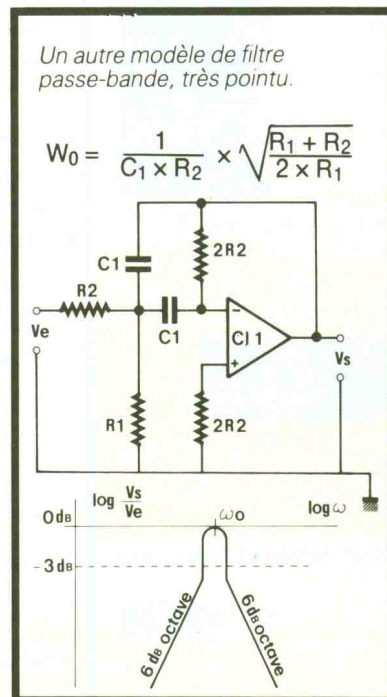 Un autre modèle de filtre
passe-bande, très pointu.
W₀ = 1 / (C₁ × R₂) × √((R₁ + R₂) / (2 × R₁))
C1
2R2
R2
Ve
C1
−
+
CI 1
Vs
R1
2R2
log Vs/Ve
ωo
log ω
0dB
-3dB
6dB octave
6dB octave